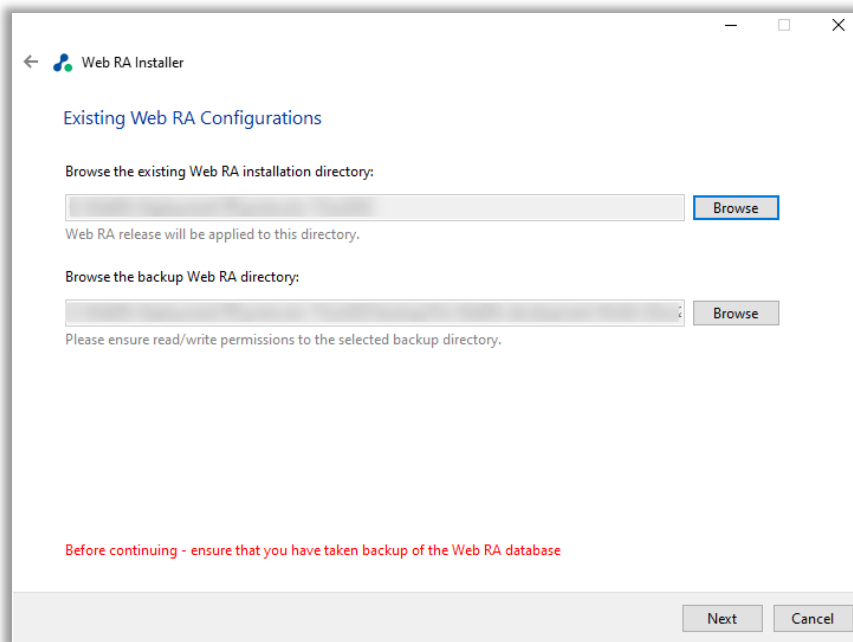 Web RA Installer
Existing Web RA Configurations
Browse the existing Web RA installation directory:
Browse
Web RA release will be applied to this directory.
Browse the backup Web RA directory:
Browse
Please ensure read/write permissions to the selected backup directory.
Before continuing - ensure that you have taken backup of the Web RA database
Next Cancel